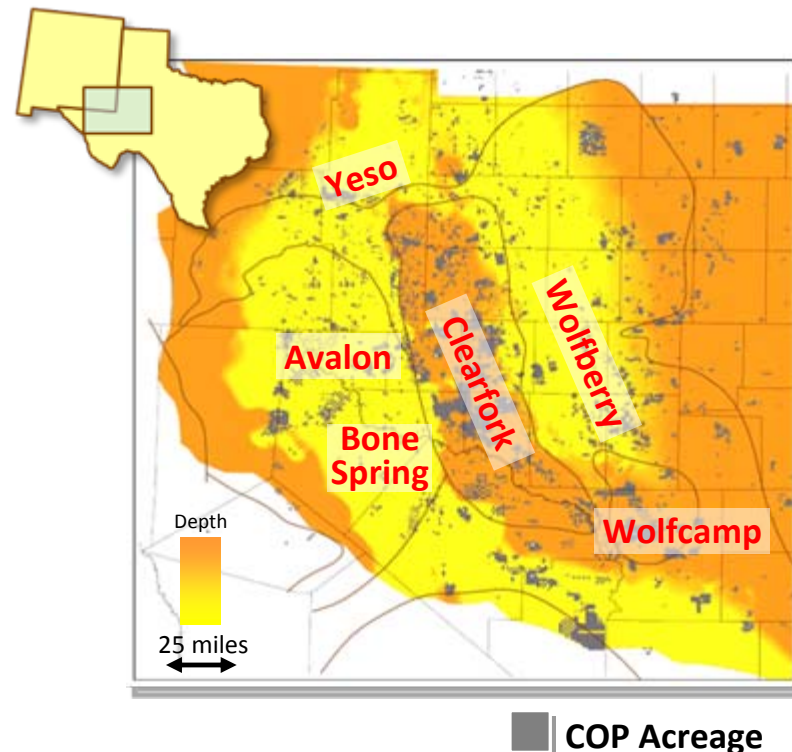 Yeso
Wolfberry
Clearfork
Avalon
Bone
Spring
Wolfcamp
Depth
25 miles
COP Acreage